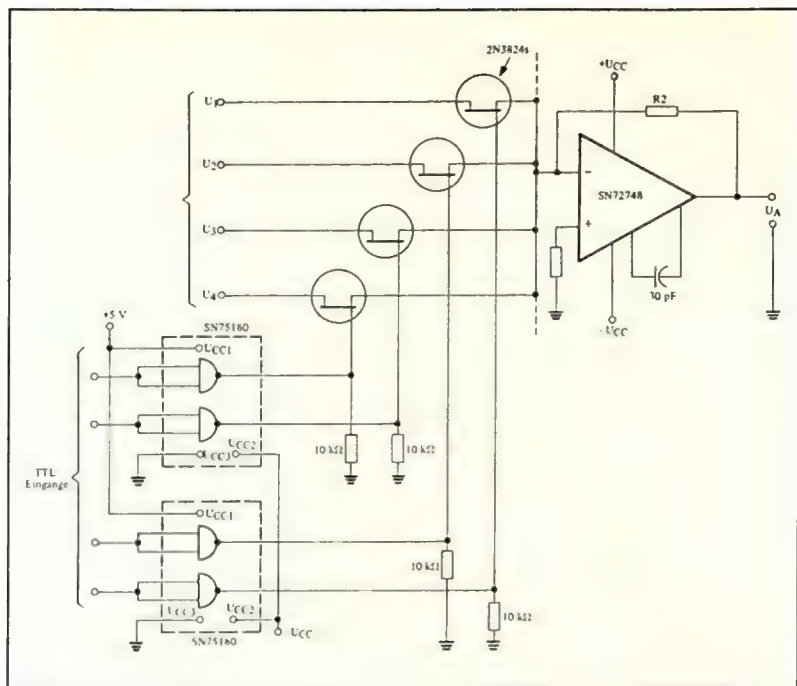 2N3824s
+UCC
R2
U1
U2
U3
U4
−
+
SN72748
UA
30 pF
- UCC
+5 V
SN75180
UCC1
UCC2
UCC3
10 kΩ
10 kΩ
TTL
Eingange
UCC1
UCC3
UCC2
SN75180
UCC
10 kΩ
10 kΩ